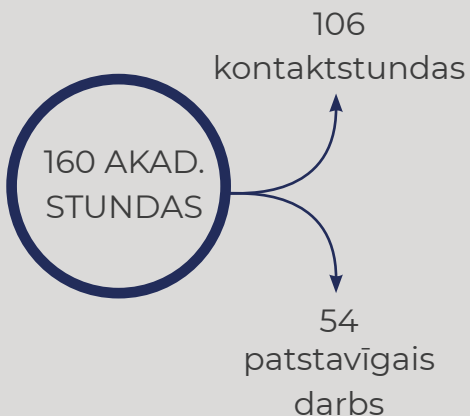 106
kontaktstundas
160 AKAD.
STUNDAS
54
patstavīgais
darbs